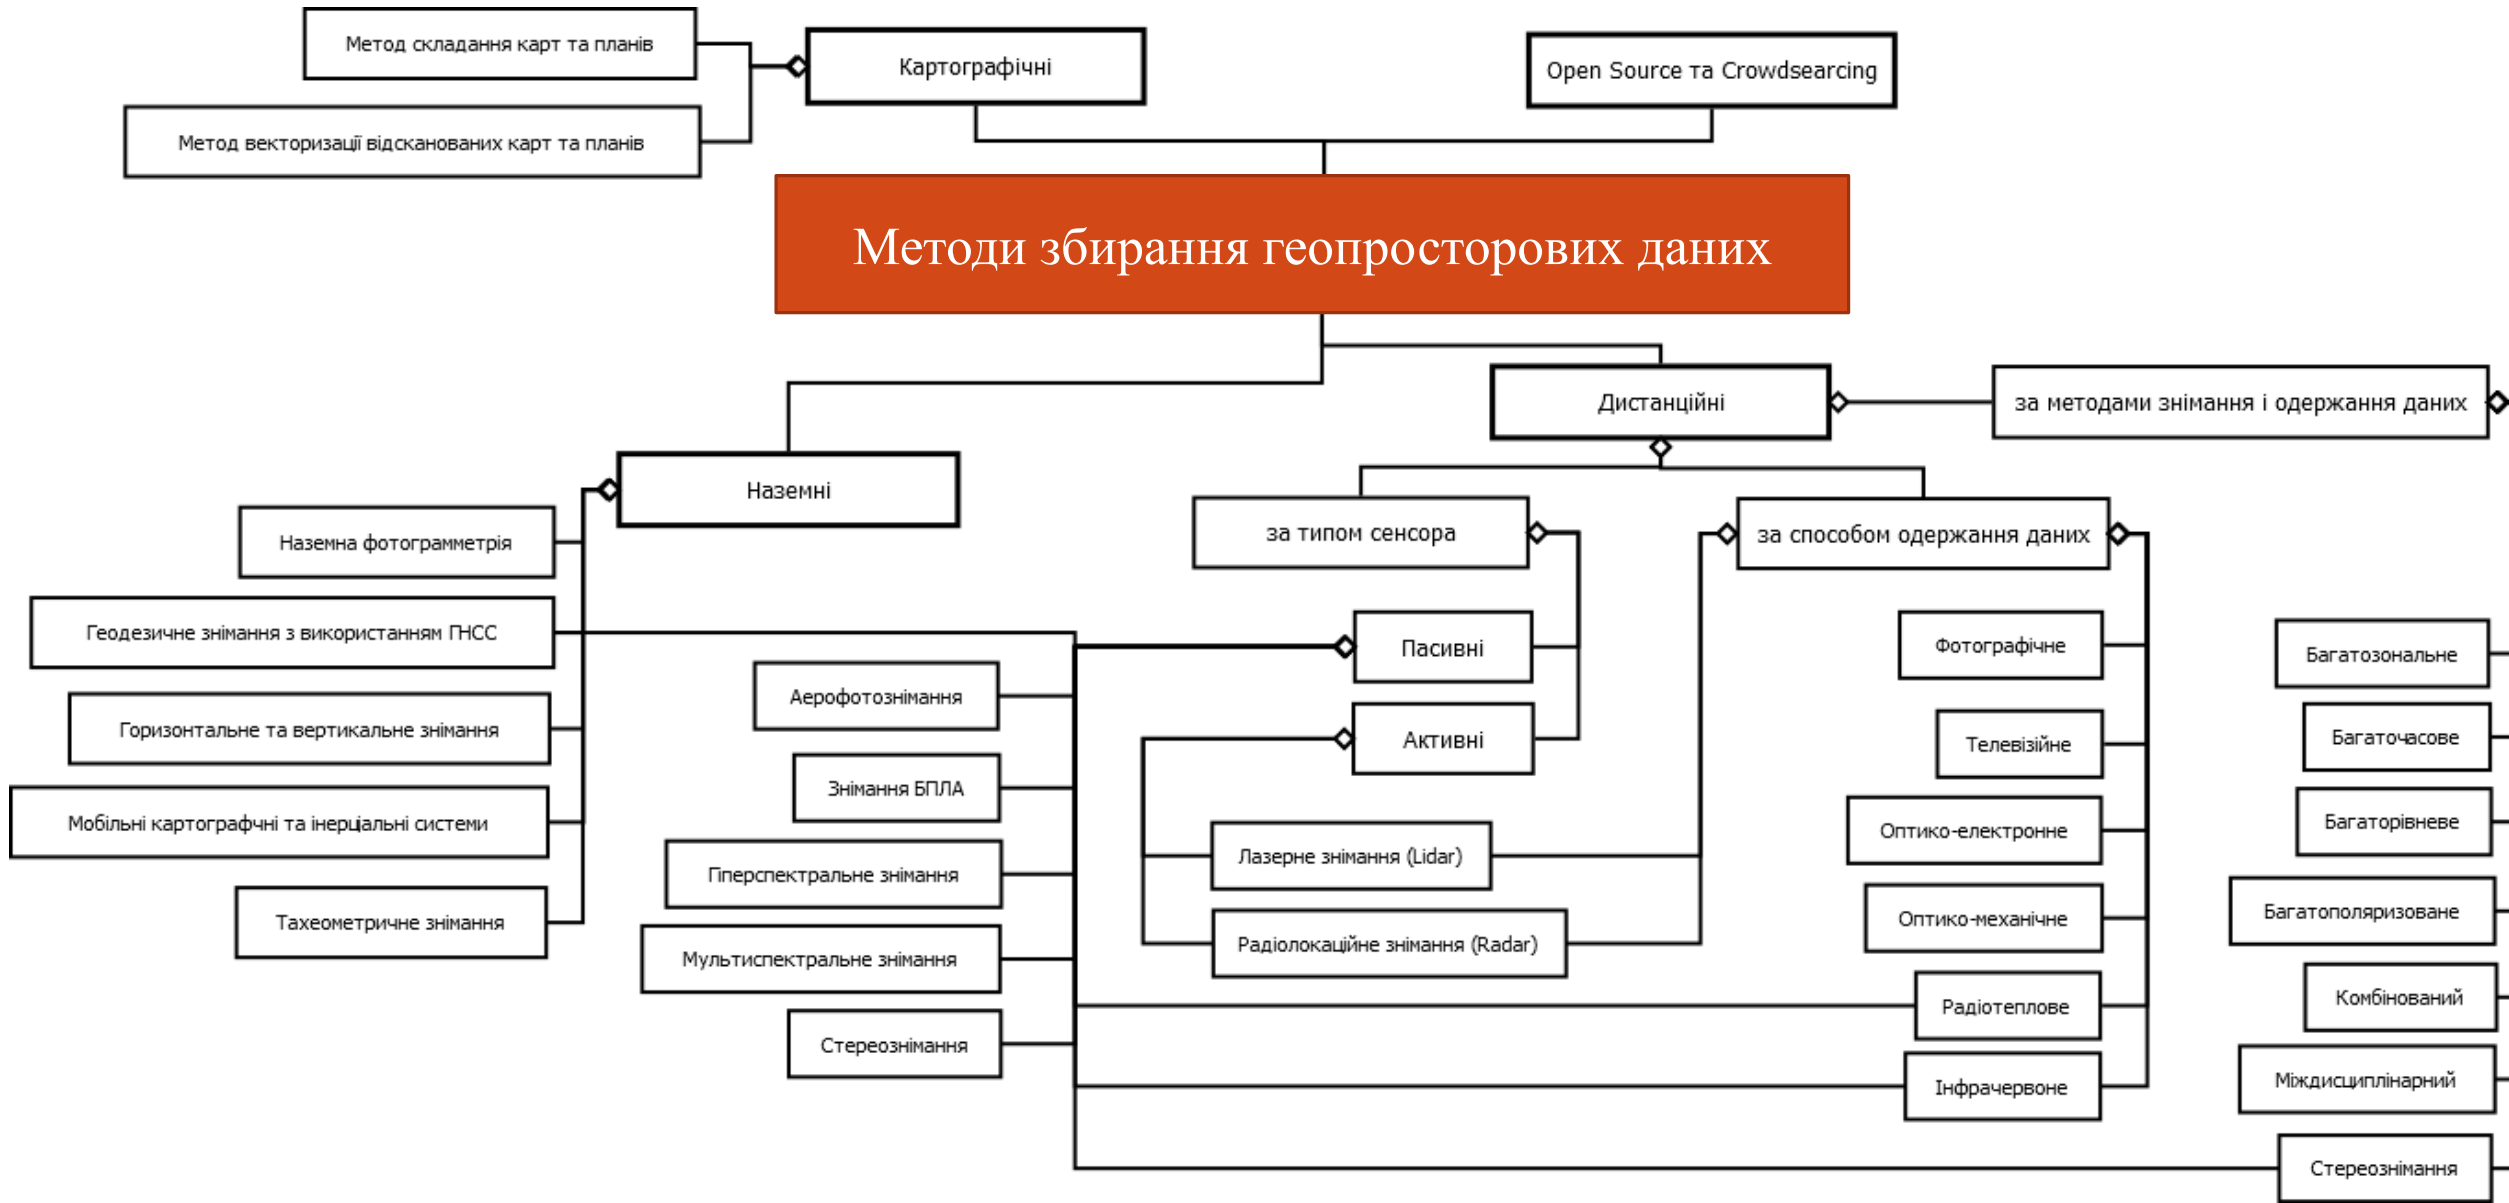 Метод складання карт та планів
Картографічні
Open Source та Crowdsearcing
Метод векторизації відсканованих карт та планів
Методи збирання геопросторових даних
Дистанційні
за методами знімання і одержання даних
Наземні
за типом сенсора
за способом одержання даних
Наземна фотограмметрія
Геодезичне знімання з використанням ГНСС
Горизонтальне та вертикальне знімання
Мобільні картографчні та інерціальні системи
Тахеометричне знімання
Аерофотознімання
Знімання БПЛА
Гіперспектральне знімання
Мультиспектральне знімання
Стереознімання
Пасивні
Активні
Лазерне знімання (Lidar)
Радіолокаційне знімання (Radar)
Фотографічне
Телевізійне
Оптико-електронне
Оптико-механічне
Радіотеплове
Інфрачервоне
Багатозональне
Багаточасове
Багаторівневе
Багатополяризоване
Комбінований
Міждисциплінарний
Стереознімання